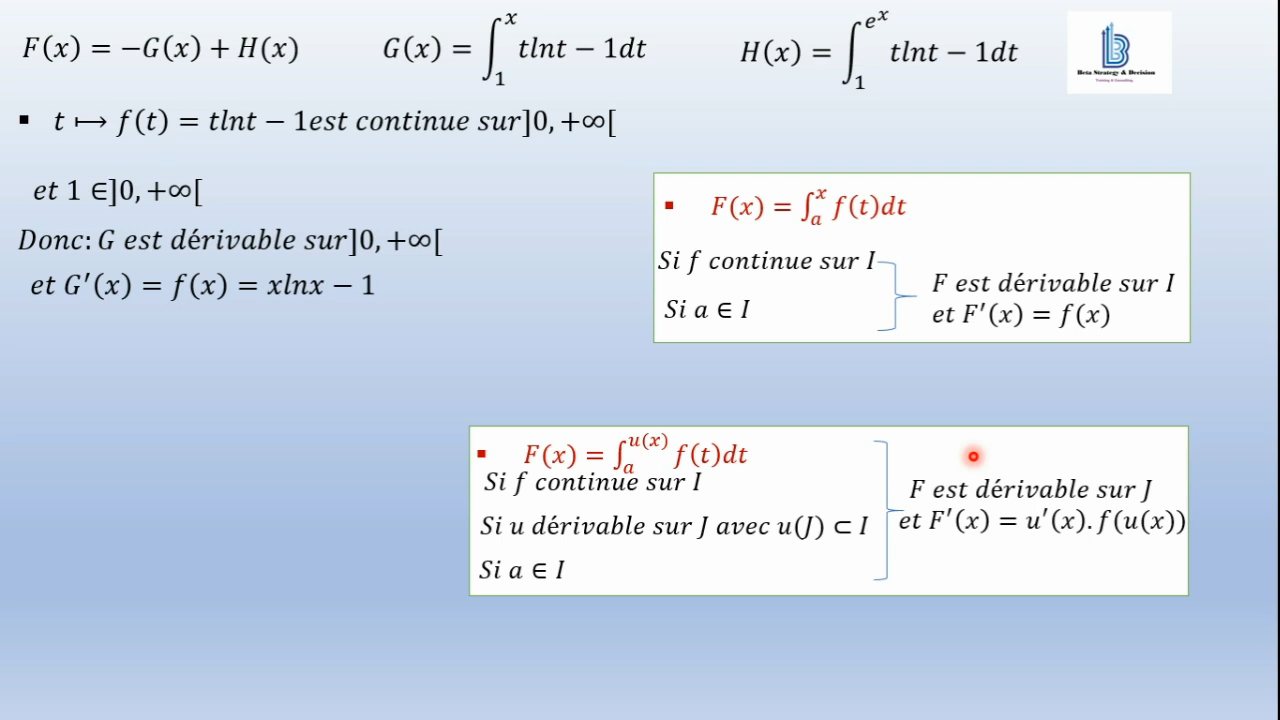 F(x) = −G(x) + H(x)
G(x) = ∫₁ˣ tlnt − 1dt
H(x) = ∫₁^(eˣ) tlnt − 1dt
Beta Strategy & Decision
Training & Consulting
▪ t ⟼ f(t) = tlnt − 1est continue sur]0, +∞[
et 1 ∈]0, +∞[
Donc: G est dérivable sur]0, +∞[
et G′(x) = f(x) = xlnx − 1
▪ F(x) = ∫ₐˣ f(t)dt
Si f continue sur I
Si a ∈ I
F est dérivable sur I
et F′(x) = f(x)
▪ F(x) = ∫ₐ^(u(x)) f(t)dt
Si f continue sur I
Si u dérivable sur J avec u(J) ⊂ I
Si a ∈ I
F est dérivable sur J
et F′(x) = u′(x). f(u(x))